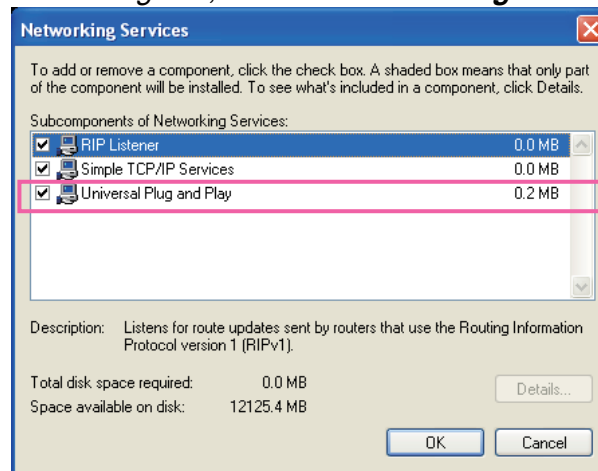 Networking Services
To add or remove a component, click the check box. A shaded box means that only part
of the component will be installed. To see what's included in a component, click Details.
Subcomponents of Networking Services:
RIP Listener 0.0 MB
Simple TCP/IP Services 0.0 MB
Universal Plug and Play 0.2 MB
Description: Listens for route updates sent by routers that use the Routing Information
Protocol version 1 (RIPv1).
Total disk space required: 0.0 MB
Space available on disk: 12125.4 MB
Details...
OK Cancel